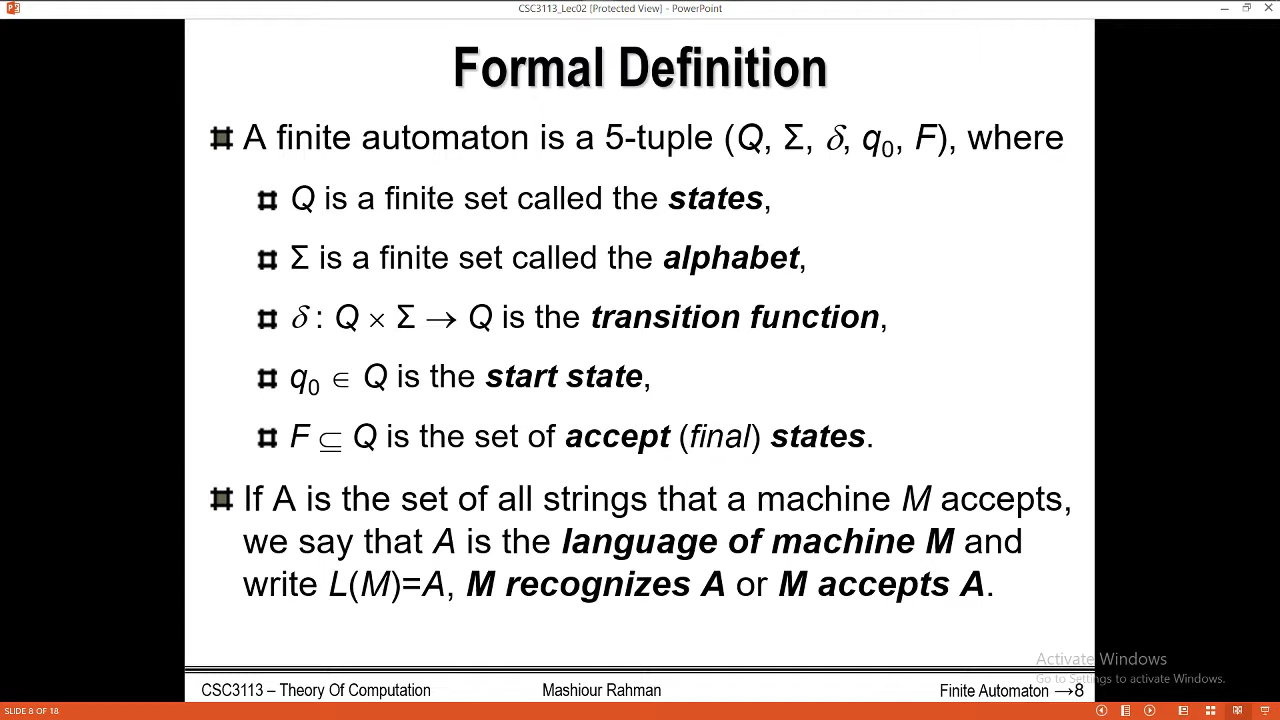 CSC3113_Lec02 [Protected View] - PowerPoint
Formal Definition
A finite automaton is a 5-tuple (Q, Σ, δ, q₀, F), where
Q is a finite set called the states,
Σ is a finite set called the alphabet,
δ : Q × Σ → Q is the transition function,
q₀ ∈ Q is the start state,
F ⊆ Q is the set of accept (final) states.
If A is the set of all strings that a machine M accepts,
we say that A is the language of machine M and
write L(M)=A, M recognizes A or M accepts A.
Activate Windows
Go to Settings to activate Windows.
CSC3113 – Theory Of Computation
Mashiour Rahman
Finite Automaton →8
SLIDE 8 OF 18